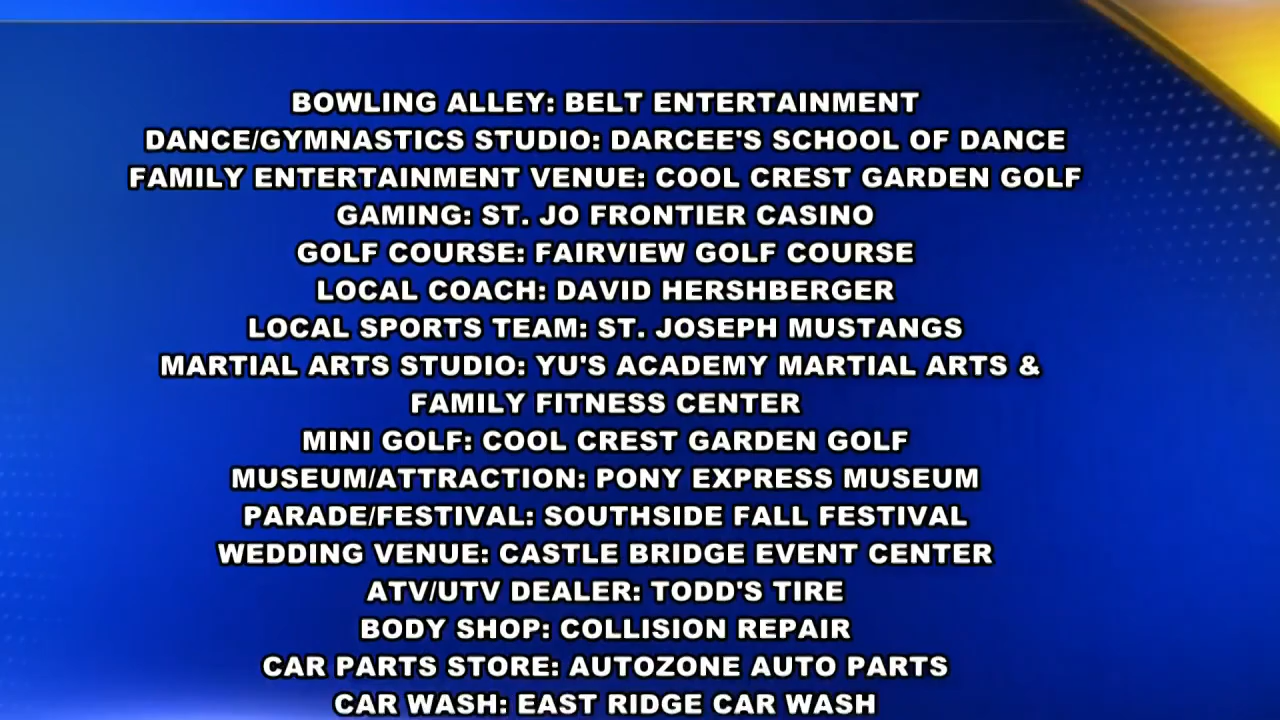 BOWLING ALLEY: BELT ENTERTAINMENT
DANCE/GYMNASTICS STUDIO: DARCEE'S SCHOOL OF DANCE
FAMILY ENTERTAINMENT VENUE: COOL CREST GARDEN GOLF
GAMING: ST. JO FRONTIER CASINO
GOLF COURSE: FAIRVIEW GOLF COURSE
LOCAL COACH: DAVID HERSHBERGER
LOCAL SPORTS TEAM: ST. JOSEPH MUSTANGS
MARTIAL ARTS STUDIO: YU'S ACADEMY MARTIAL ARTS &
FAMILY FITNESS CENTER
MINI GOLF: COOL CREST GARDEN GOLF
MUSEUM/ATTRACTION: PONY EXPRESS MUSEUM
PARADE/FESTIVAL: SOUTHSIDE FALL FESTIVAL
WEDDING VENUE: CASTLE BRIDGE EVENT CENTER
ATV/UTV DEALER: TODD'S TIRE
BODY SHOP: COLLISION REPAIR
CAR PARTS STORE: AUTOZONE AUTO PARTS
CAR WASH: EAST RIDGE CAR WASH